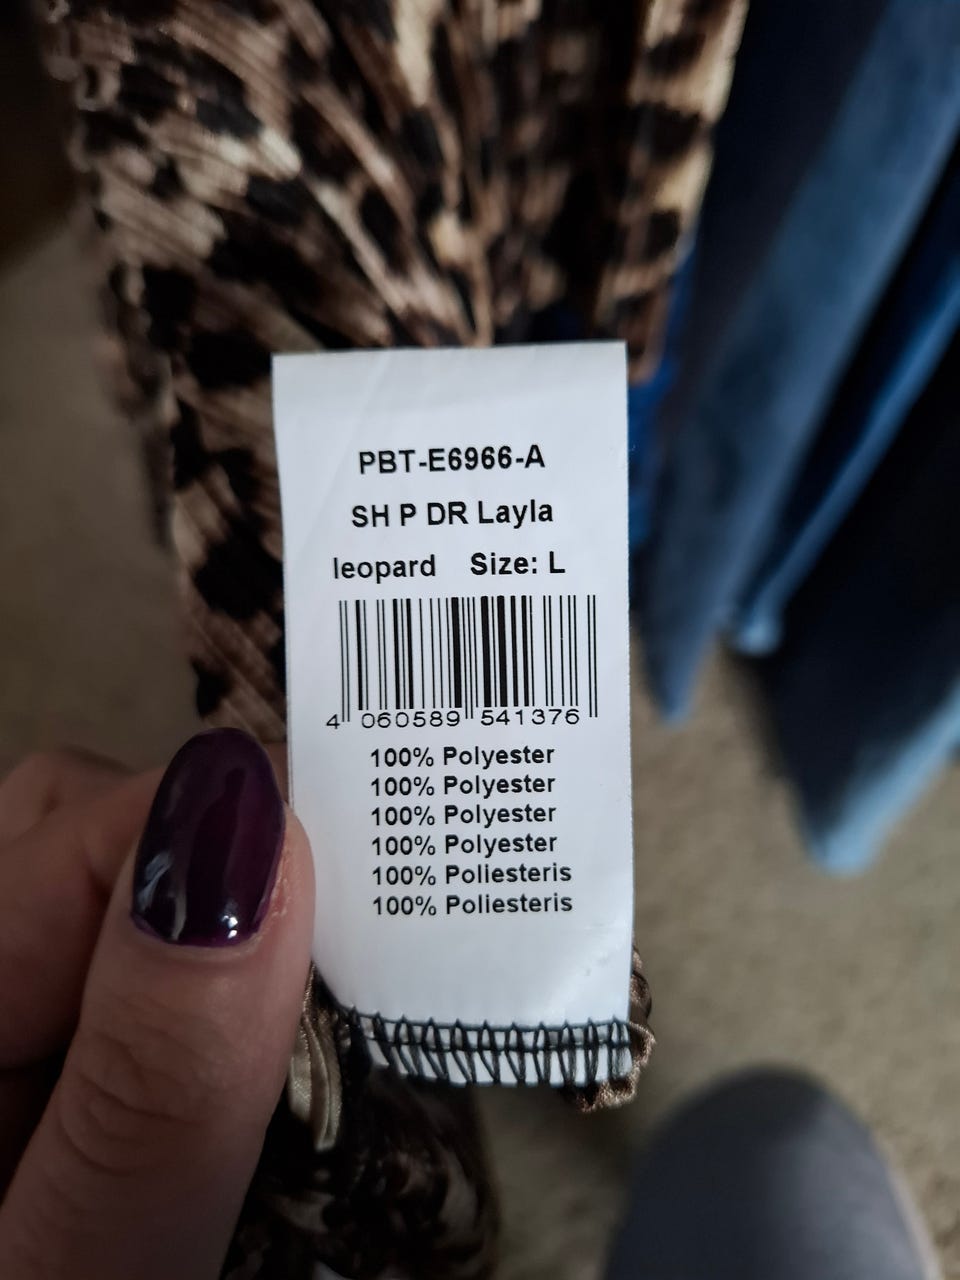 PBT-E6966-A
SH P DR Layla
leopard Size: L
4 060589 541376
100% Polyester
100% Polyester
100% Polyester
100% Polyester
100% Poliesteris
100% Poliesteris